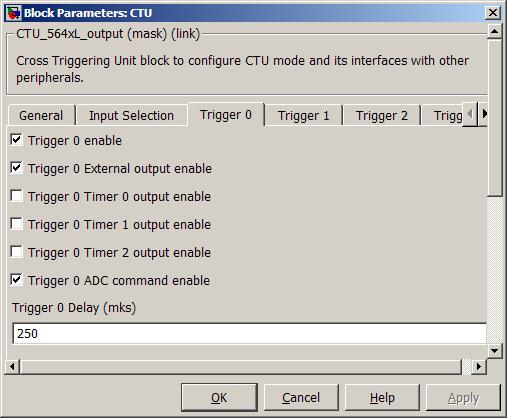 Block Parameters: CTU
CTU_564xL_output (mask) (link)
Cross Triggering Unit block to configure CTU mode and its interfaces with other
peripherals.
General Input Selection Trigger 0 Trigger 1 Trigger 2 Trigg
Trigger 0 enable
Trigger 0 External output enable
Trigger 0 Timer 0 output enable
Trigger 0 Timer 1 output enable
Trigger 0 Timer 2 output enable
Trigger 0 ADC command enable
Trigger 0 Delay (mks)
250
OK Cancel Help Apply